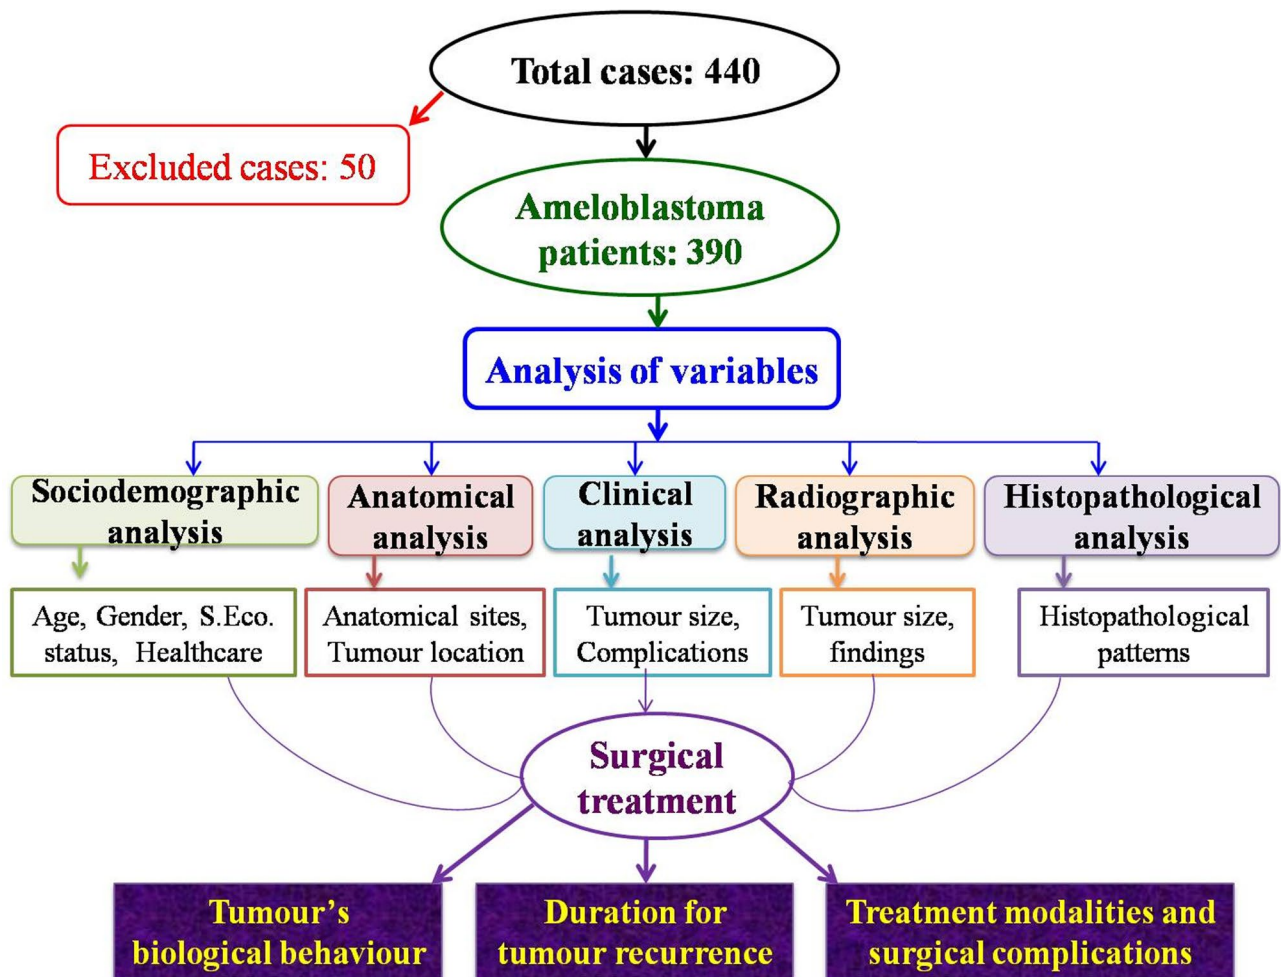 Total cases: 440
Excluded cases: 50
Ameloblastoma
patients: 390
Analysis of variables
Sociodemographic
analysis
Anatomical
analysis
Clinical
analysis
Radiographic
analysis
Histopathological
analysis
Age, Gender, S.Eco.
status, Healthcare
Anatomical sites,
Tumour location
Tumour size,
Complications
Tumour size,
findings
Histopathological
patterns
Surgical
treatment
Tumour's
biological behaviour
Duration for
tumour recurrence
Treatment modalities and
surgical complications